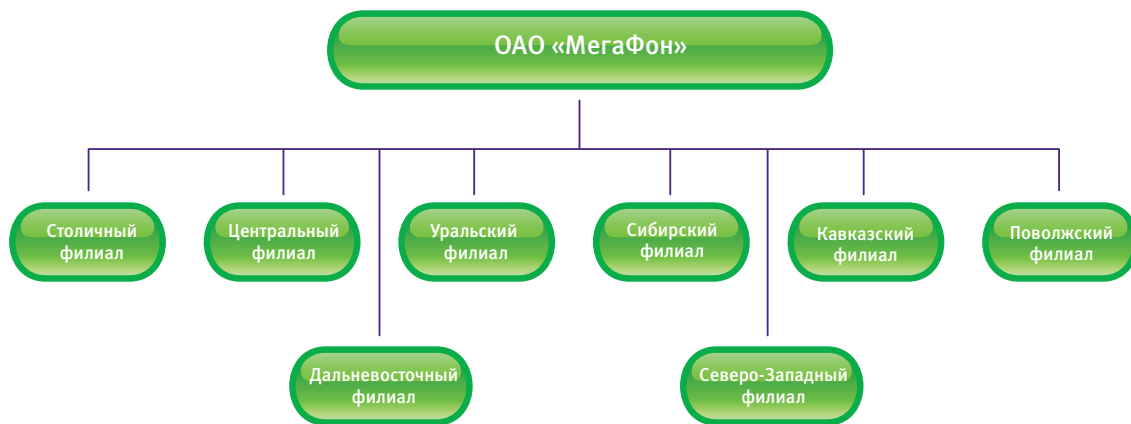 ОАО «МегаФон»
Столичный
филиал
Центральный
филиал
Уральский
филиал
Сибирский
филиал
Кавказский
филиал
Поволжский
филиал
Дальневосточный
филиал
Северо-Западный
филиал